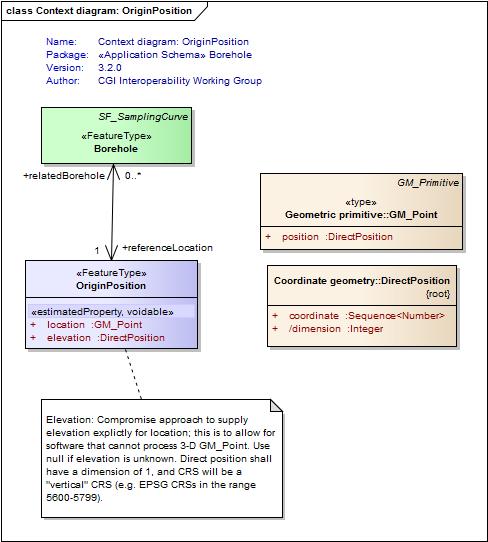 class Context diagram: OriginPosition
Name: Context diagram: OriginPosition
Package: «Application Schema» Borehole
Version: 3.2.0
Author: CGI Interoperability Working Group
SF_SamplingCurve
«FeatureType»
Borehole
+relatedBorehole 0..*
1 +referenceLocation
«FeatureType»
OriginPosition
«estimatedProperty, voidable»
+ location :GM_Point
+ elevation :DirectPosition
GM_Primitive
«type»
Geometric primitive::GM_Point
+ position :DirectPosition
Coordinate geometry::DirectPosition
{root}
+ coordinate :Sequence<Number>
+ /dimension :Integer
Elevation: Compromise approach to supply
elevation explictly for location; this is to allow for
software that cannot process 3-D GM_Point. Use
null if elevation is unknown. Direct position shall
have a dimension of 1, and CRS will be a
"vertical" CRS (e.g. EPSG CRSs in the range
5600-5799).